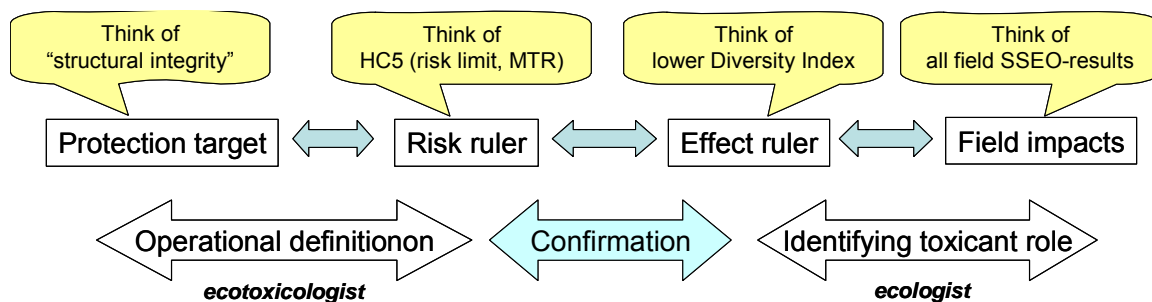 Think of
“structural integrity”
Think of
HC5 (risk limit, MTR)
Think of
lower Diversity Index
Think of
all field SSEO-results
Protection target
Risk ruler
Effect ruler
Field impacts
Operational definitionon
Confirmation
Identifying toxicant role
ecotoxicologist
ecologist